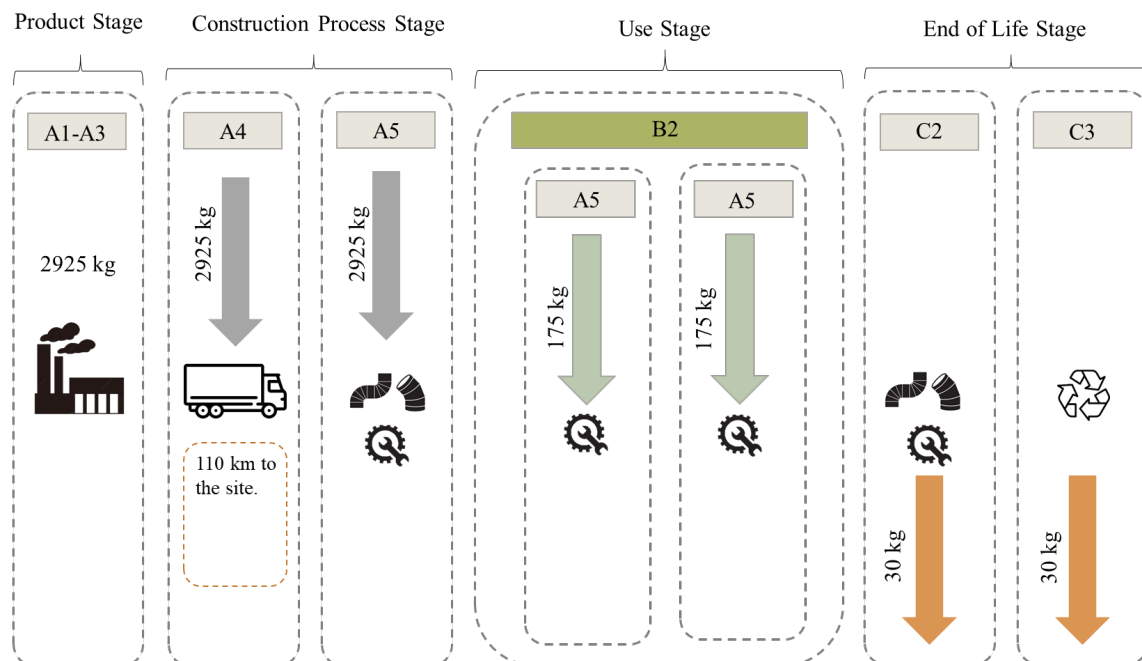 Product Stage
Construction Process Stage
Use Stage
End of Life Stage
A1-A3
A4
A5
B2
C2
C3
A5
A5
2925 kg
2925 kg
2925 kg
175 kg
175 kg
110 km to
the site.
30 kg
30 kg